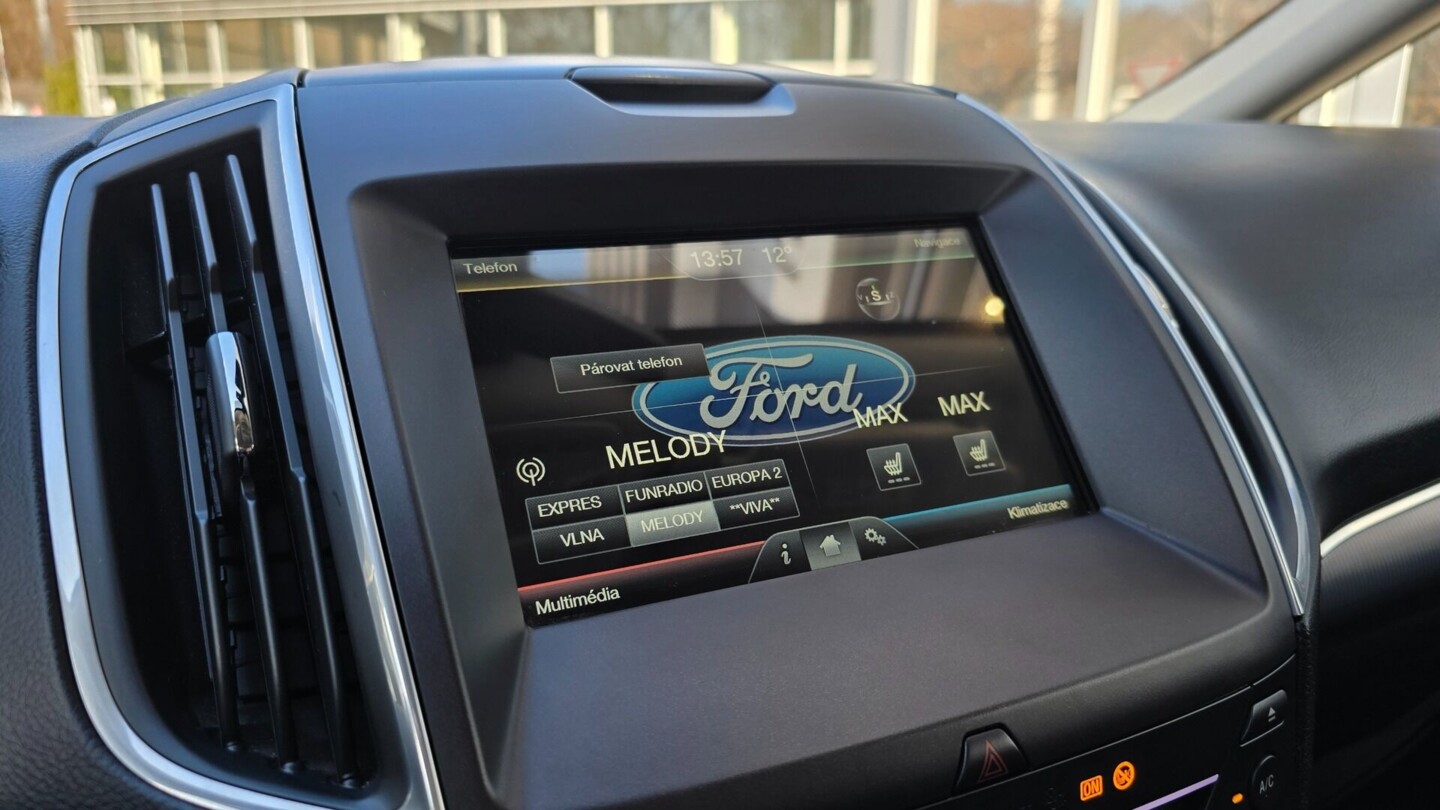 Telefon
13:57 12°
Navigace
S
Párovat telefon
Ford
MAX
MAX
MELODY
EXPRES
FUNRADIO
EUROPA 2
VLNA
MELODY
**VIVA**
i
Klimatizace
Multimédia
ON
A/C